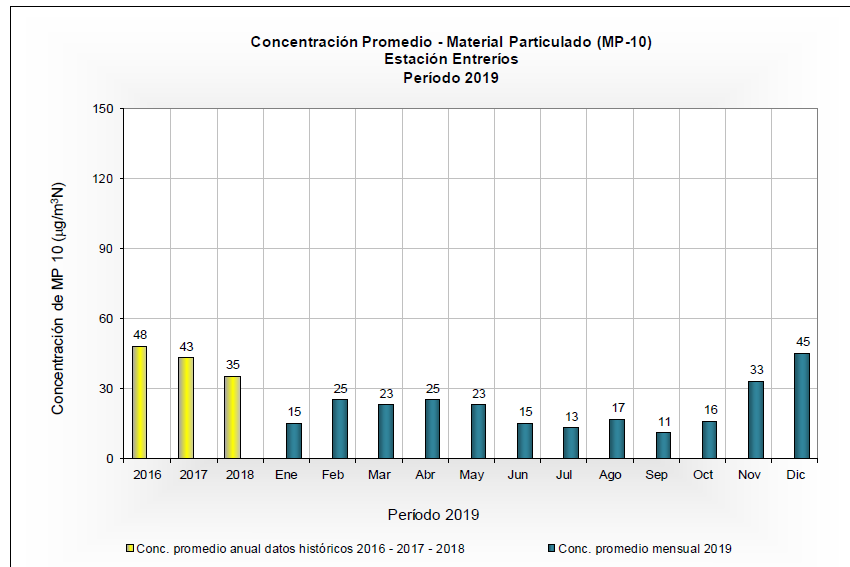 Concentración Promedio - Material Particulado (MP-10)
Estación Entreríos
Período 2019
Concentración de MP 10 (µg/m³N)
150
120
90
60
30
0
48
43
35
15
25
23
25
23
15
13
17
11
16
33
45
2016 2017 2018 Ene Feb Mar Abr May Jun Jul Ago Sep Oct Nov Dic
Período 2019
Conc. promedio anual datos históricos 2016 - 2017 - 2018
Conc. promedio mensual 2019